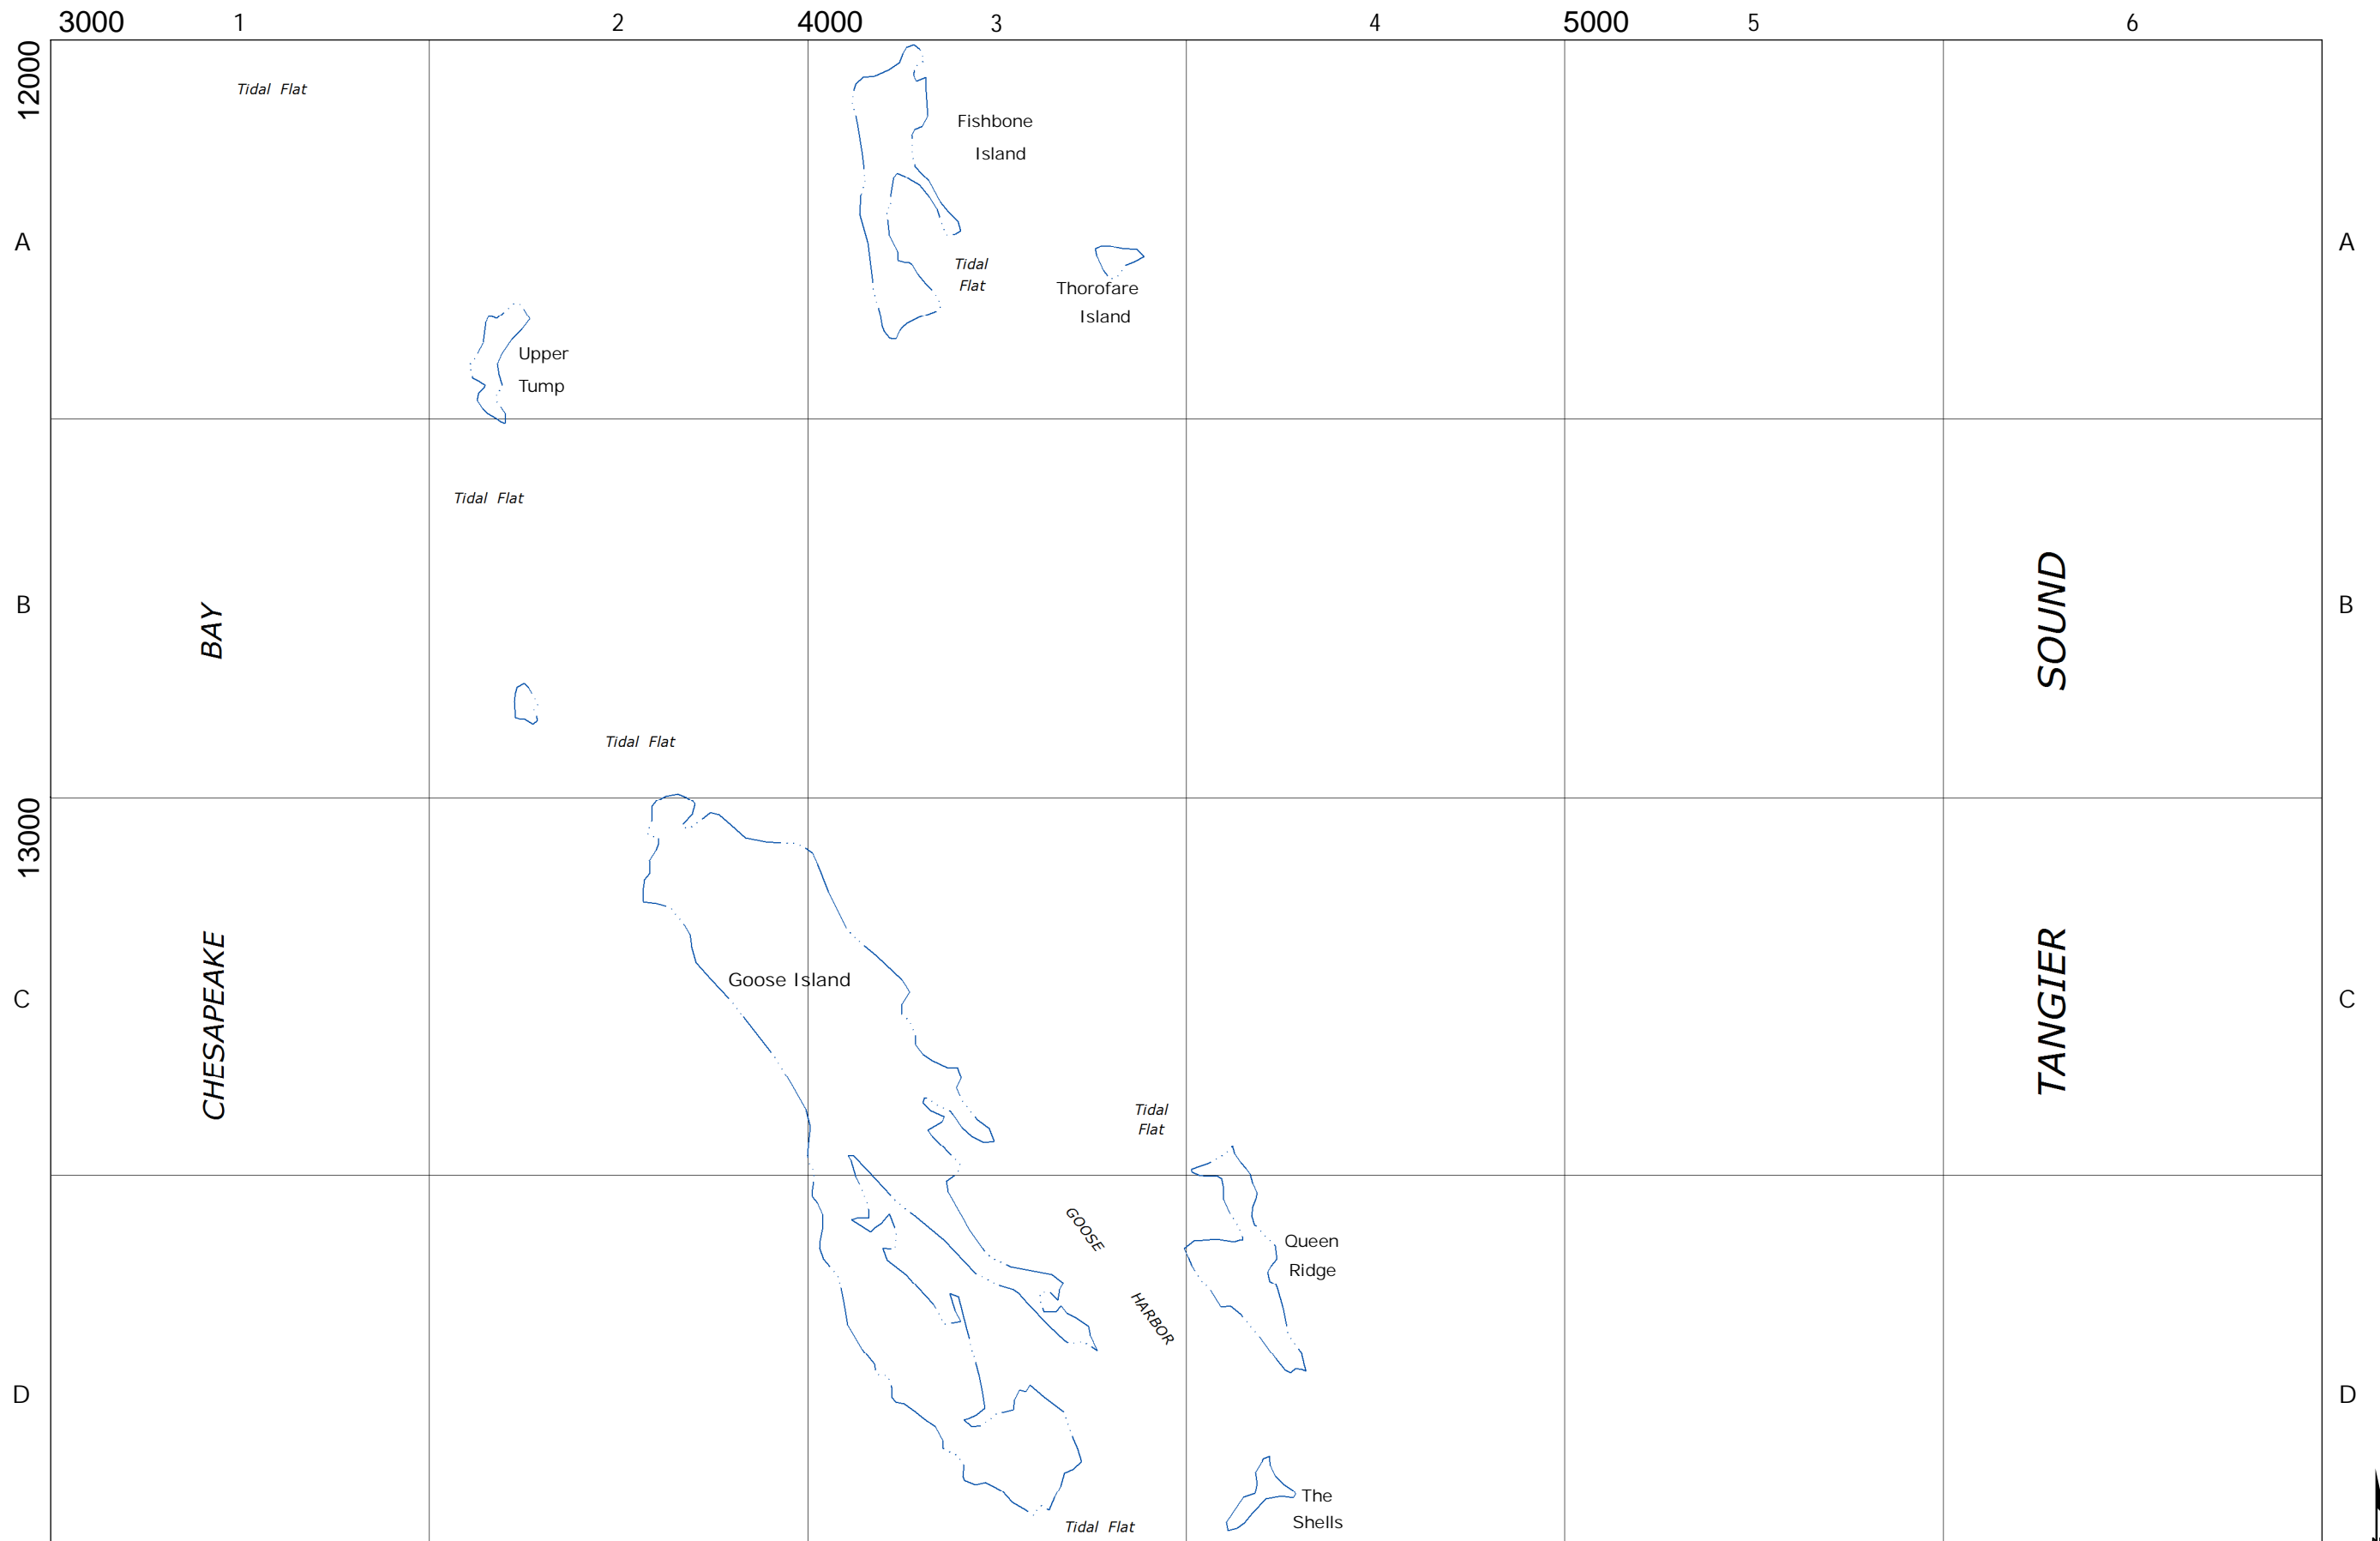 3000 1 2 4000 3 4 5000 5 6
12000
Tidal Flat
Fishbone
Island
A
A
Tidal
Flat
Thorofare
Island
Upper
Tump
Tidal Flat
B
BAY
SOUND
B
Tidal Flat
13000
CHESAPEAKE
Goose Island
TANGIER
C
C
Tidal
Flat
GOOSE
HARBOR
Queen
Ridge
D
D
The
Shells
Tidal Flat